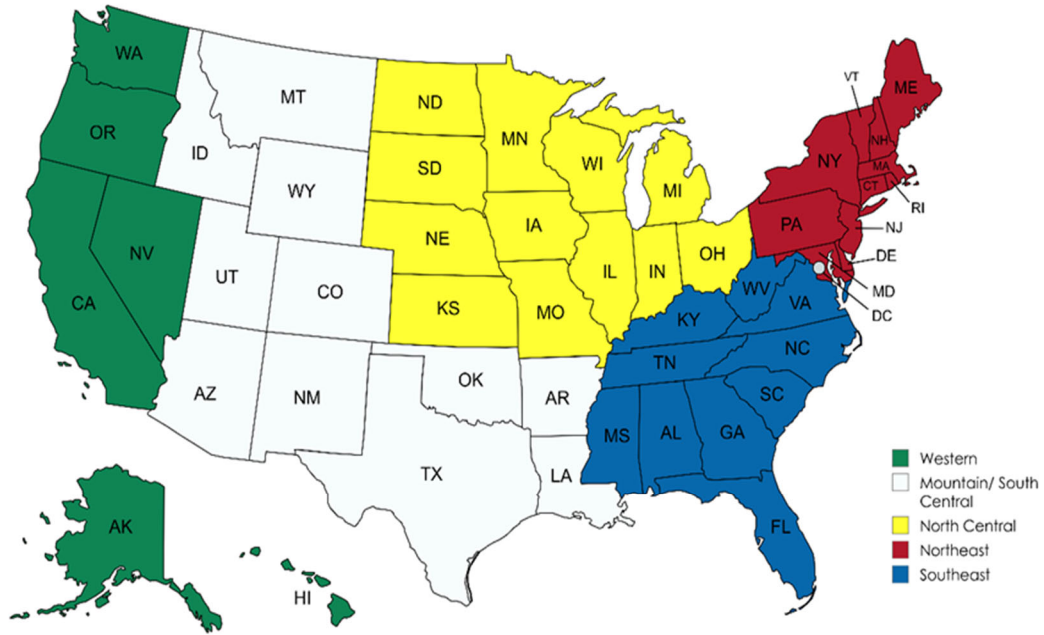 WA
OR
CA
NV
ID
MT
WY
UT
CO
AZ
NM
ND
SD
NE
KS
OK
TX
MN
IA
MO
AR
LA
WI
IL
MI
IN
OH
KY
TN
MS
AL
GA
FL
SC
NC
VA
WV
PA
NY
VT
NH
ME
MA
CT
RI
NJ
DE
MD
DC
AK
HI
Western
Mountain/ South
Central
North Central
Northeast
Southeast